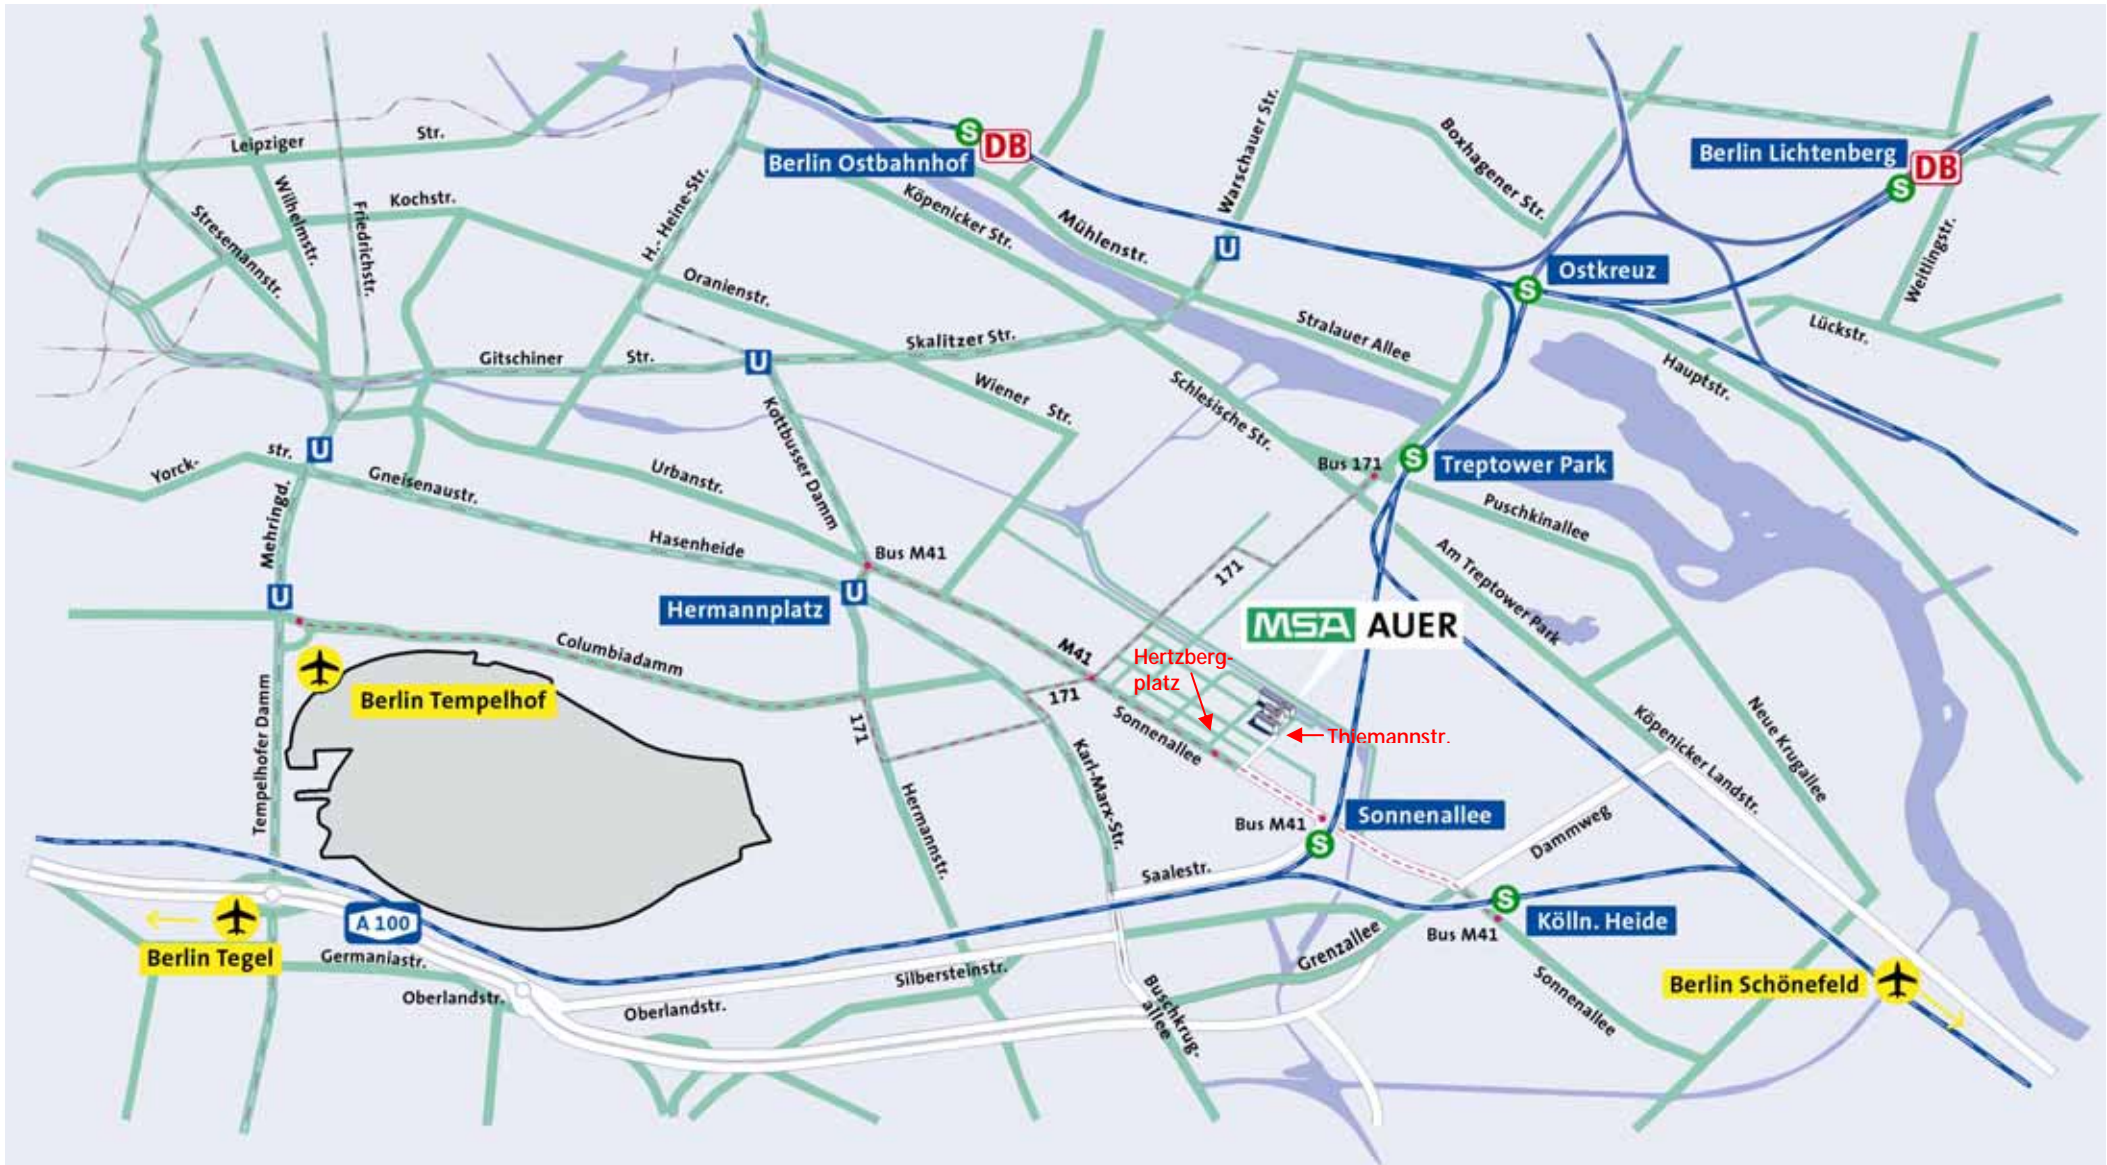 Leipziger
Str.
Wilhelmstr.
Stresemannstr.
Friedrichstr.
Kochstr.
H.- Heine-Str.
S
DB
Berlin Ostbahnhof
Köpenicker Str.
Mühlenstr.
Warschauer Str.
U
Boxhagener Str.
Berlin Lichtenberg
DB
S
Weitlingstr.
Ostkreuz
S
Lückstr.
Hauptstr.
Oranienstr.
Skalitzer Str.
Stralauer Allee
Gitschiner
Str.
U
Wiener
Str.
Schlesische Str.
Kottbusser Damm
Yorck-
str.
U
Gneisenaustr.
Urbanstr.
Bus 171
S
Treptower Park
Puschkinallee
Mehringd.
Hasenheide
Bus M41
Am Treptower Park
171
U
U
Hermannplatz
MSA AUER
Columbiadamm
M41
Hertzberg-
platz
Berlin Tempelhof
Tempelhofer Damm
171
171
Sonnenallee
Thiemannstr.
Köpenicker Landstr.
Neue Krugallee
Karl-Marx-Str.
Hermannstr.
Bus M41
Sonnenallee
S
Dammweg
Saalestr.
S
Kölln. Heide
Bus M41
A 100
Berlin Tegel
Germaniastr.
Oberlandstr.
Oberlandstr.
Silbersteinstr.
Grenzallee
Buschkrug-
allee
Sonnenallee
Berlin Schönefeld